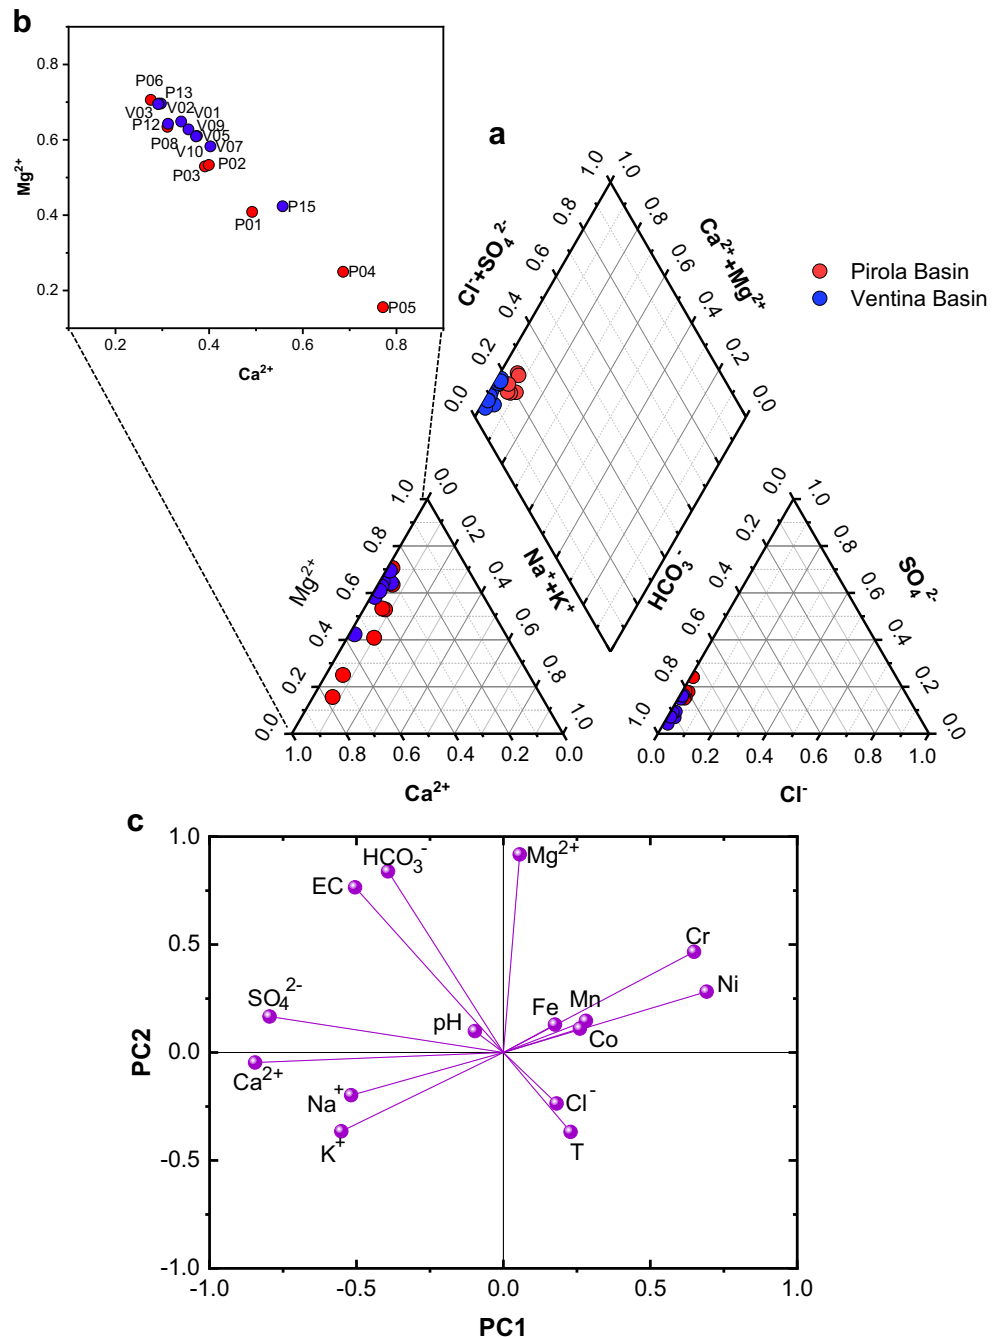 b
0.8
0.6
0.4
0.2
Mg2+
P06
P13
V03
V02
V01
P12
V09
P08
V05
V10
V07
P03
P02
P01
P15
P04
P05
0.2
0.4
0.6
0.8
Ca2+
a
1.0
1.0
0.8
0.8
0.6
0.6
0.4
0.4
0.2
0.2
0.0
0.0
Cl-+SO42-
Ca2++Mg2+
Na++K+
HCO3-
Pirola Basin
Ventina Basin
1.0
0.0
0.8
0.2
0.6
0.4
0.4
0.6
0.2
0.8
0.0
1.0
Mg2+
1.0
0.8
0.6
0.4
0.2
0.0
Ca2+
0.0
1.0
0.2
0.8
0.4
0.6
0.6
0.4
0.8
0.2
1.0
0.0
SO42-
0.0
0.2
0.4
0.6
0.8
1.0
Cl-
c
1.0
0.5
0.0
-0.5
-1.0
PC2
HCO3-
Mg2+
EC
Cr
Ni
SO42-
pH
Fe
Mn
Co
Ca2+
Na+
Cl-
K+
T
-1.0
-0.5
0.0
0.5
1.0
PC1